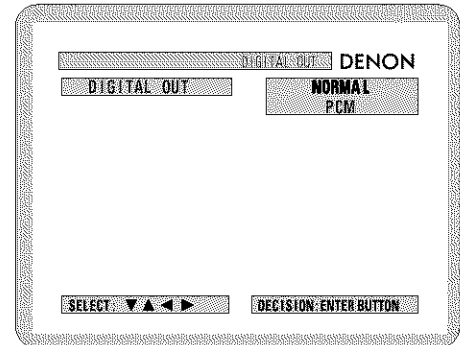 DIGITAL OUT DENON
DIGITAL OUT NORMAL
PCM
SELECT: ▼▲◄► DECISION:ENTER BUTTON